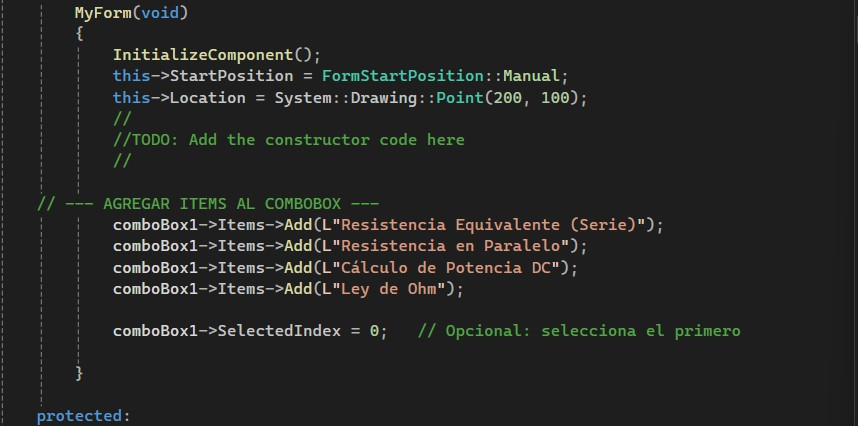 MyForm(void)
{
InitializeComponent();
this->StartPosition = FormStartPosition::Manual;
this->Location = System::Drawing::Point(200, 100);
//
//TODO: Add the constructor code here
//
// --- AGREGAR ITEMS AL COMBOBOX ---
comboBox1->Items->Add(L"Resistencia Equivalente (Serie)");
comboBox1->Items->Add(L"Resistencia en Paralelo");
comboBox1->Items->Add(L"Cálculo de Potencia DC");
comboBox1->Items->Add(L"Ley de Ohm");
comboBox1->SelectedIndex = 0;   // Opcional: selecciona el primero
}
protected: